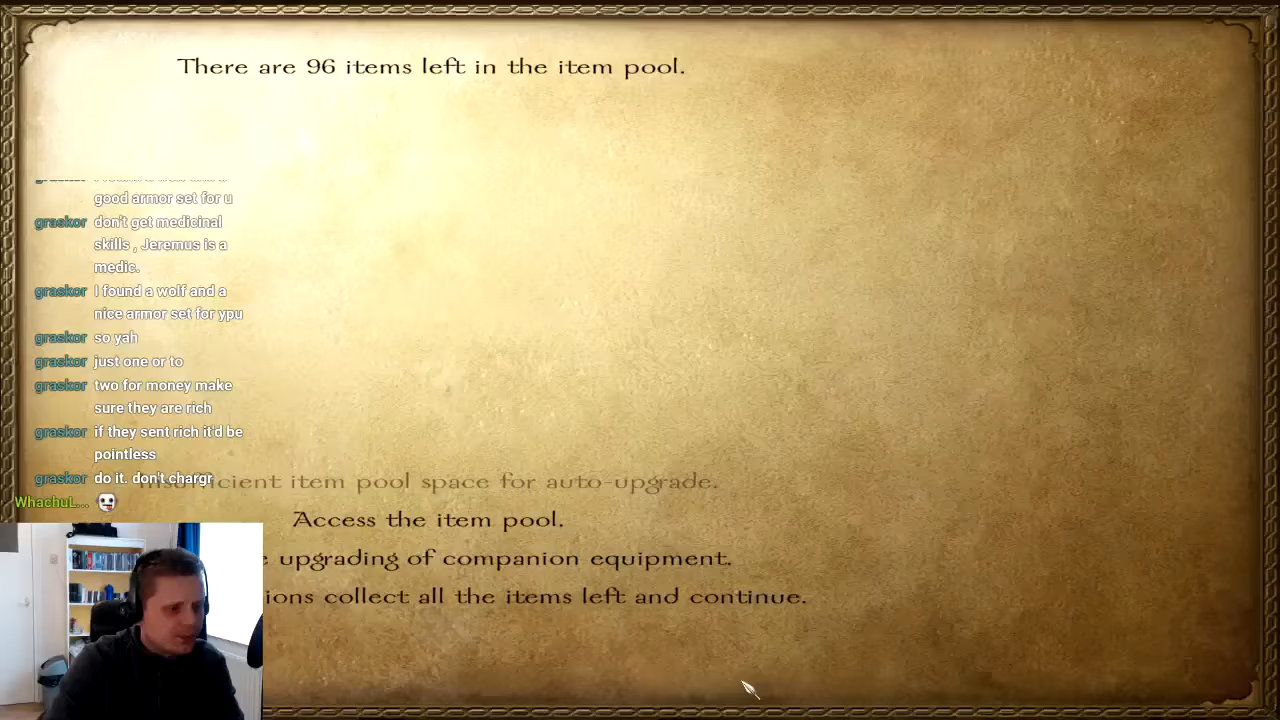 There are 96 items left in the item pool.
good armor set for u
graskor don't get medicinal
skills , Jeremus is a
medic.
graskor I found a wolf and a
nice armor set for ypu
graskor so yah
graskor just one or to
graskor two for money make
sure they are rich
graskor if they sent rich it'd be
pointless
graskor do it. don't chargr
WhachuL...
Insufficient item pool space for auto-upgrade.
Access the item pool.
upgrading of companion equipment.
ions collect all the items left and continue.